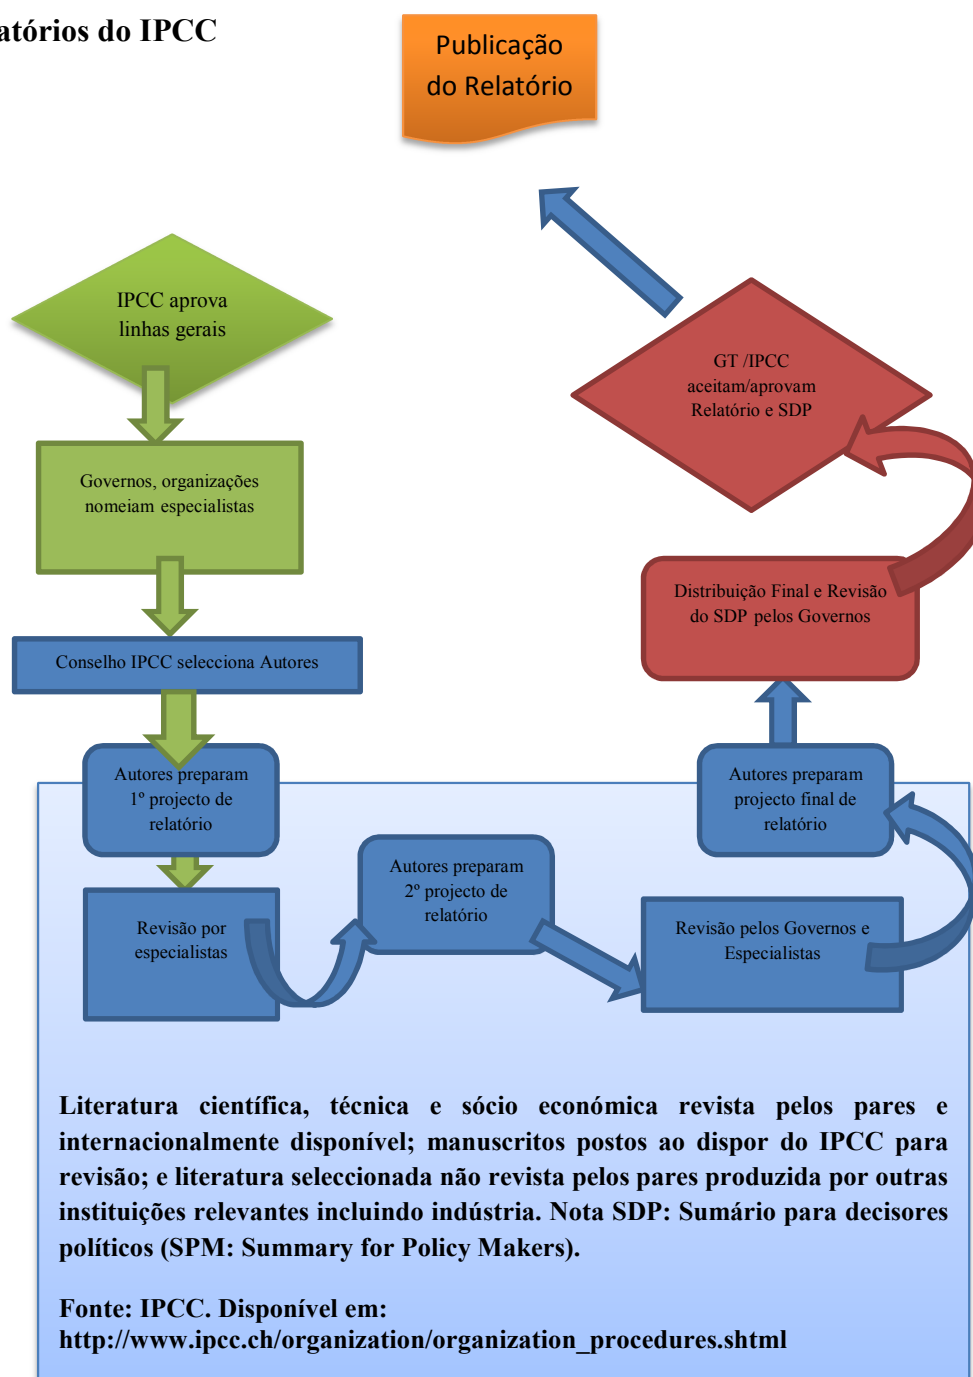 atórios do IPCC
Publicação
do Relatório
IPCC aprova
linhas gerais
Governos, organizações
nomeiam especialistas
Conselho IPCC selecciona Autores
Autores preparam
1º projecto de
relatório
Revisão por
especialistas
Autores preparam
2º projecto de
relatório
Revisão pelos Governos e
Especialistas
Autores preparam
projecto final de
relatório
Distribuição Final e Revisão
do SDP pelos Governos
GT /IPCC
aceitam/aprovam
Relatório e SDP
Literatura científica, técnica e sócio económica revista pelos pares e
internacionalmente disponível; manuscritos postos ao dispor do IPCC para
revisão; e literatura seleccionada não revista pelos pares produzida por outras
instituições relevantes incluindo indústria. Nota SDP: Sumário para decisores
políticos (SPM: Summary for Policy Makers).
Fonte: IPCC. Disponível em:
http://www.ipcc.ch/organization/organization_procedures.shtml